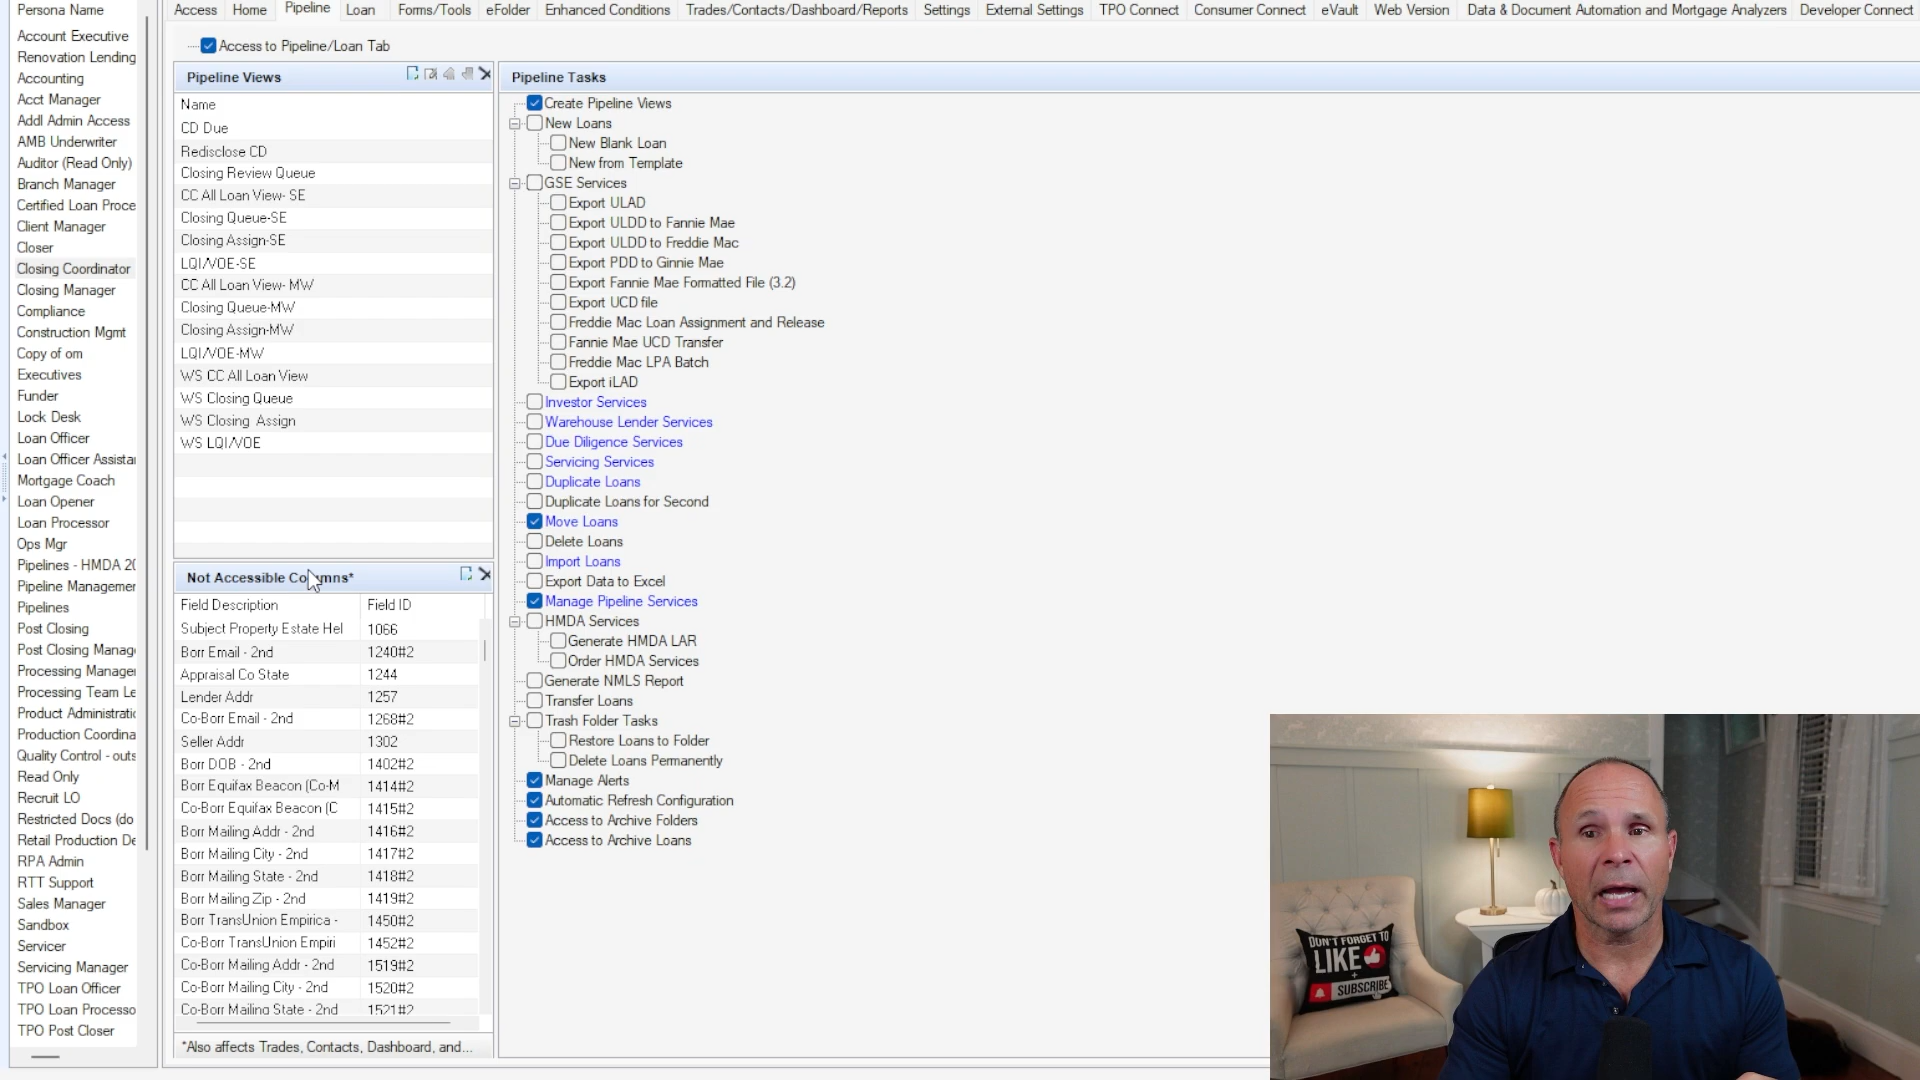 Persona Name
Account Executive
Renovation Lending
Accounting
Acct Manager
Addl Admin Access
AMB Underwriter
Auditor (Read Only)
Branch Manager
Certified Loan Proce
Client Manager
Closer
Closing Coordinator
Closing Manager
Compliance
Construction Mgmt
Copy of om
Executives
Funder
Lock Desk
Loan Officer
Loan Officer Assista
Mortgage Coach
Loan Opener
Loan Processor
Ops Mgr
Pipelines - HMDA 20
Pipeline Managemer
Pipelines
Post Closing
Post Closing Manag
Processing Manager
Processing Team Le
Product Administratic
Production Coordina
Quality Control - outs
Read Only
Recruit LO
Restricted Docs (do
Retail Production De
RPA Admin
RTT Support
Sales Manager
Sandbox
Servicer
Servicing Manager
TPO Loan Officer
TPO Loan Processo
TPO Post Closer
Access Home Pipeline Loan Forms/Tools eFolder Enhanced Conditions Trades/Contacts/Dashboard/Reports Settings External Settings TPO Connect Consumer Connect eVault Web Version Data & Document Automation and Mortgage Analyzers Developer Connect
Access to Pipeline/Loan Tab
Pipeline Views
Name
CD Due
Redisclose CD
Closing Review Queue
CC All Loan View- SE
Closing Queue-SE
Closing Assign-SE
LQI/VOE-SE
CC All Loan View- MW
Closing Queue-MW
Closing Assign-MW
LQI/VOE-MW
WS CC All Loan View
WS Closing Queue
WS Closing Assign
WS LQI/VOE
Not Accessible Columns*
Field Description Field ID
Subject Property Estate Hel 1066
Borr Email - 2nd 1240#2
Appraisal Co State 1244
Lender Addr 1257
Co-Borr Email - 2nd 1268#2
Seller Addr 1302
Borr DOB - 2nd 1402#2
Borr Equifax Beacon (Co-M 1414#2
Co-Borr Equifax Beacon (C 1415#2
Borr Mailing Addr - 2nd 1416#2
Borr Mailing City - 2nd 1417#2
Borr Mailing State - 2nd 1418#2
Borr Mailing Zip - 2nd 1419#2
Borr TransUnion Empirica - 1450#2
Co-Borr TransUnion Empiri 1452#2
Co-Borr Mailing Addr - 2nd 1519#2
Co-Borr Mailing City - 2nd 1520#2
Co-Borr Mailing State - 2nd 1521#2
*Also affects Trades, Contacts, Dashboard, and...
Pipeline Tasks
Create Pipeline Views
New Loans
New Blank Loan
New from Template
GSE Services
Export ULAD
Export ULDD to Fannie Mae
Export ULDD to Freddie Mac
Export PDD to Ginnie Mae
Export Fannie Mae Formatted File (3.2)
Export UCD file
Freddie Mac Loan Assignment and Release
Fannie Mae UCD Transfer
Freddie Mac LPA Batch
Export iLAD
Investor Services
Warehouse Lender Services
Due Diligence Services
Servicing Services
Duplicate Loans
Duplicate Loans for Second
Move Loans
Delete Loans
Import Loans
Export Data to Excel
Manage Pipeline Services
HMDA Services
Generate HMDA LAR
Order HMDA Services
Generate NMLS Report
Transfer Loans
Trash Folder Tasks
Restore Loans to Folder
Delete Loans Permanently
Manage Alerts
Automatic Refresh Configuration
Access to Archive Folders
Access to Archive Loans
DON'T FORGET TO
LIKE
+
SUBSCRIBE